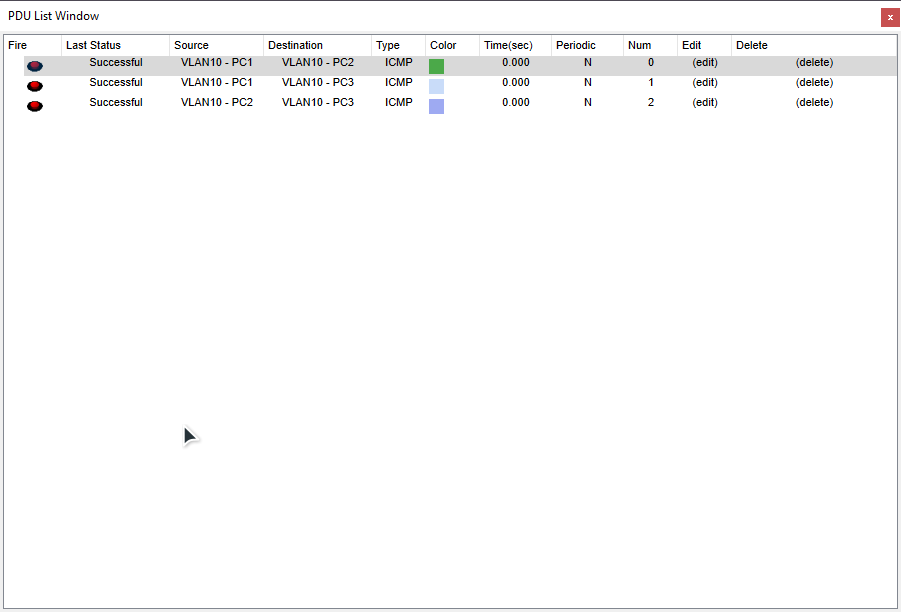 PDU List Window
x
Fire Last Status Source Destination Type Color Time(sec) Periodic Num Edit Delete
Successful VLAN10 - PC1 VLAN10 - PC2 ICMP 0.000 N 0 (edit) (delete)
Successful VLAN10 - PC1 VLAN10 - PC3 ICMP 0.000 N 1 (edit) (delete)
Successful VLAN10 - PC2 VLAN10 - PC3 ICMP 0.000 N 2 (edit) (delete)